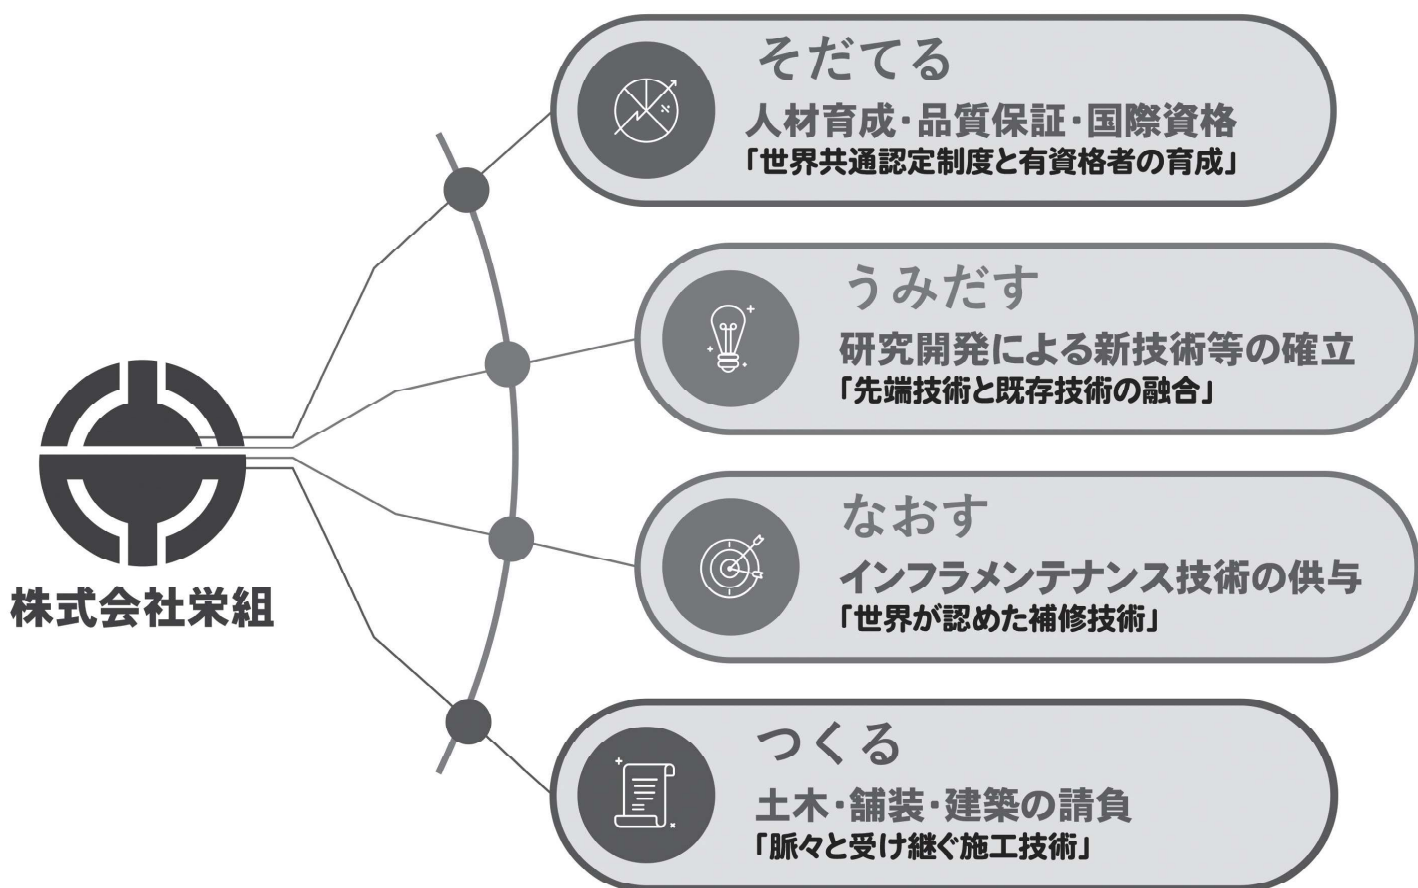 そだてる
人材育成・品質保証・国際資格
「世界共通認定制度と有資格者の育成」
うみだす
研究開発による新技術等の確立
「先端技術と既存技術の融合」
株式会社栄組
なおす
インフラメンテナンス技術の供与
「世界が認めた補修技術」
つくる
土木・舗装・建築の請負
「脈々と受け継ぐ施工技術」